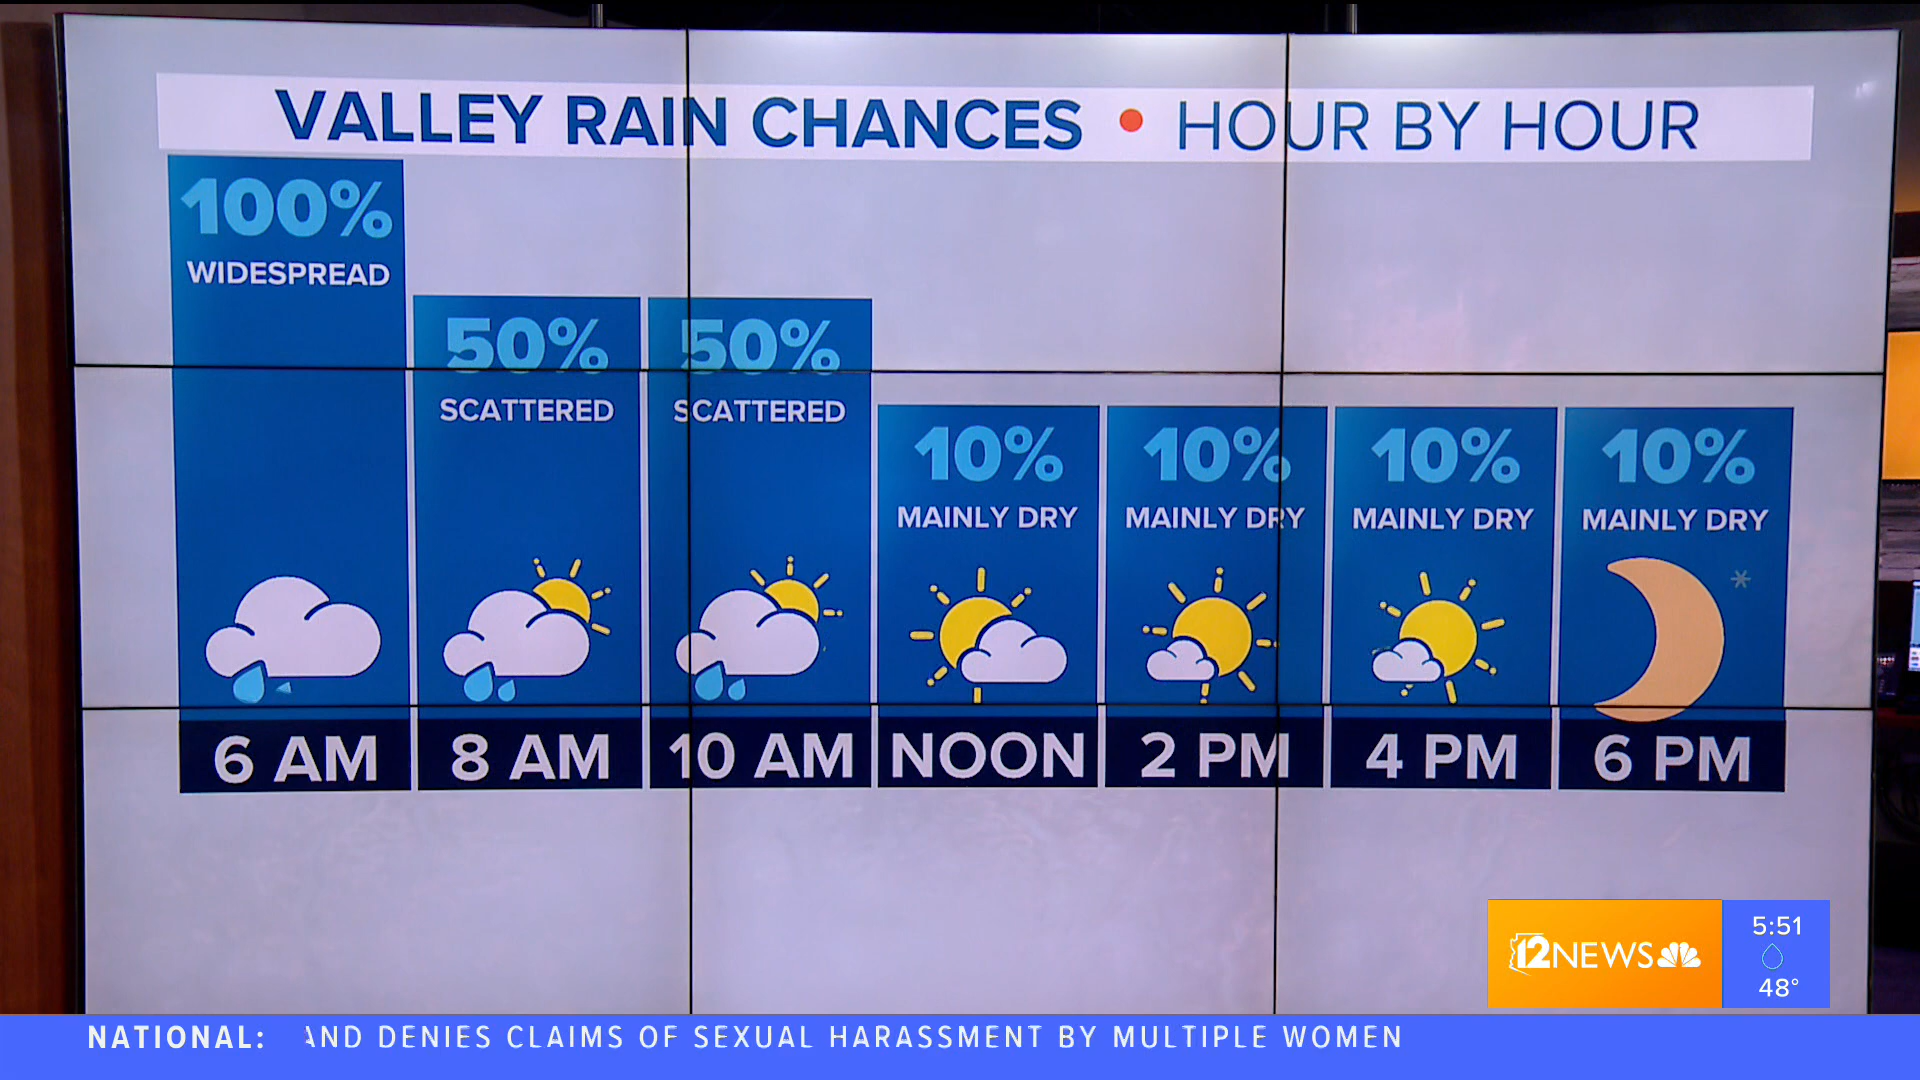 VALLEY RAIN CHANCES • HOUR BY HOUR
100%
WIDESPREAD
6 AM
50%
SCATTERED
8 AM
50%
SCATTERED
10 AM
10%
MAINLY DRY
NOON
10%
MAINLY DRY
2 PM
10%
MAINLY DRY
4 PM
10%
MAINLY DRY
6 PM
12NEWS
5:51
48°
NATIONAL: AND DENIES CLAIMS OF SEXUAL HARASSMENT BY MULTIPLE WOMEN